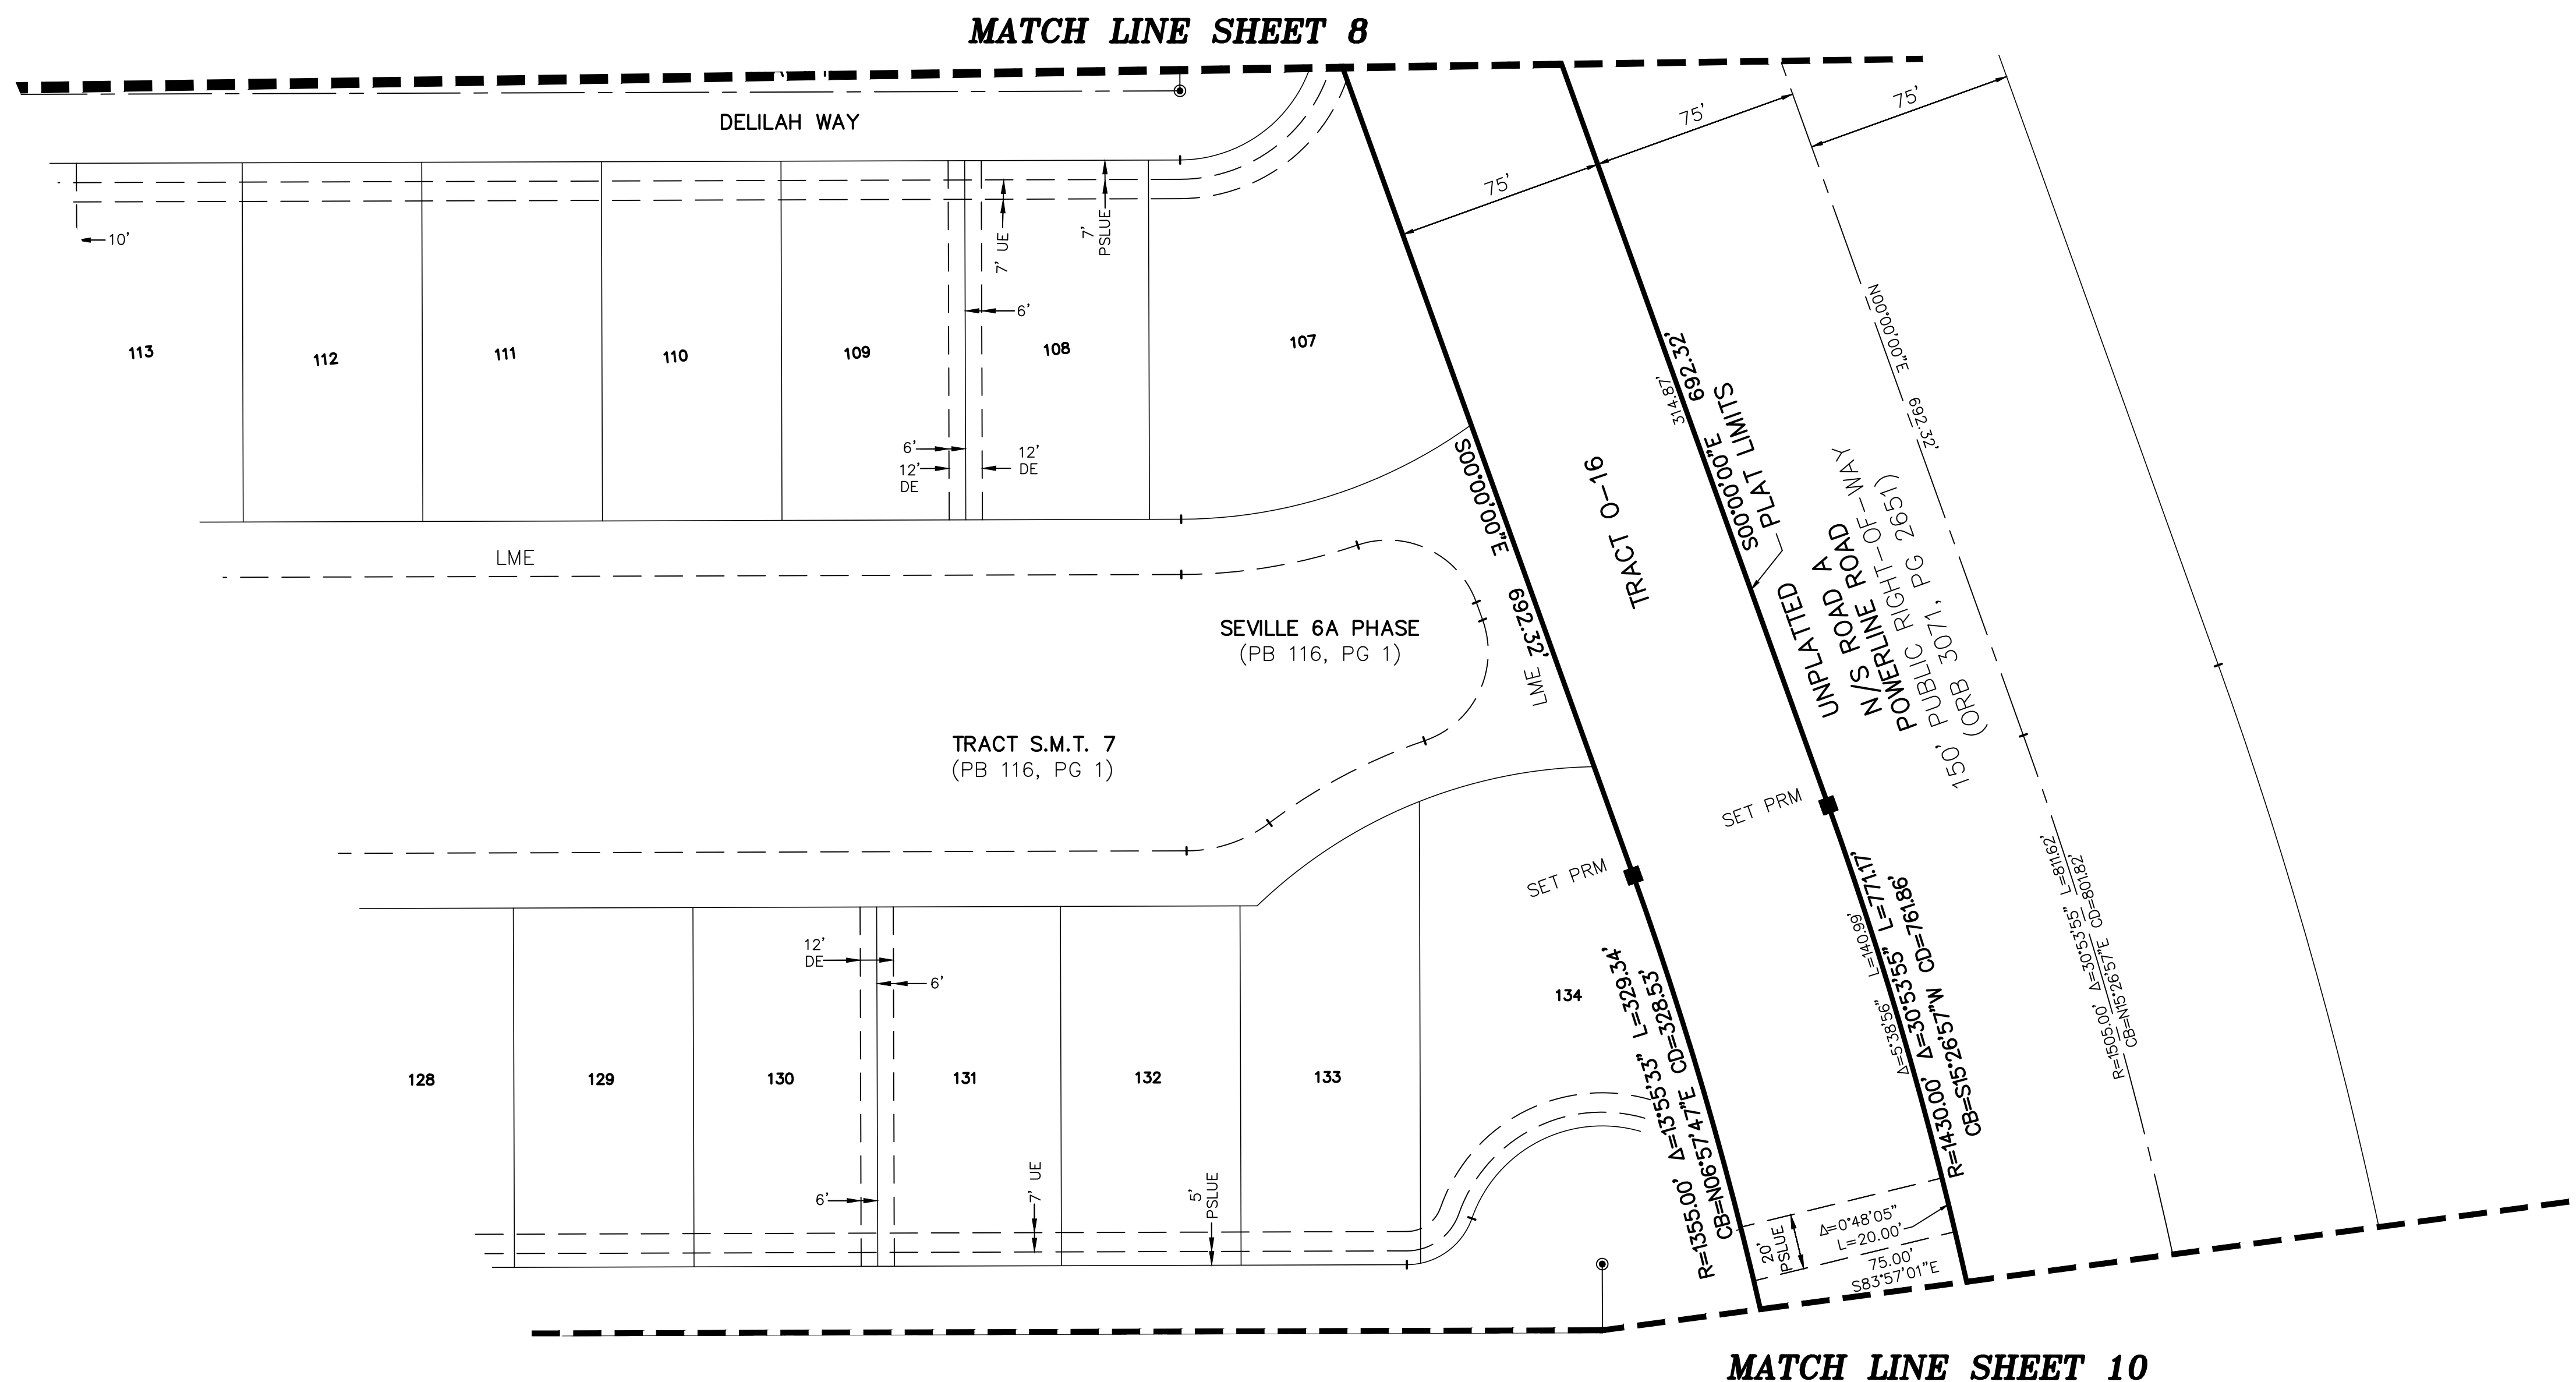 MATCH LINE SHEET 8
DELILAH WAY
75'
75'
75'
10'
7' UE
7'
PSLUE
6'
113
112
111
110
109
108
107
6'
12'
DE
12'
DE
LME
S00°00'00"E 692.32'
LME
TRACT O-16
314.87'
S00°00'00"E 692.32'
PLAT LIMITS
N00°00'00"E 692.32'
UNPLATTED
N/S ROAD A
POWERLINE ROAD
150' PUBLIC RIGHT-OF-WAY
(ORB 3071, PG 2651)
SEVILLE 6A PHASE
(PB 116, PG 1)
TRACT S.M.T. 7
(PB 116, PG 1)
SET PRM
SET PRM
12'
DE
6'
128
129
130
131
132
133
134
6'
7' UE
5'
PSLUE
R=1355.00' Δ=13°55'33" L=329.34'
CB=N06°57'47"E CD=328.53'
Δ=5°38'56" L=140.99'
R=1430.00' Δ=30°53'55" L=771.17'
CB=S15°26'57"W CD=761.86'
R=1505.00' Δ=30°53'55" L=811.62'
CB=N15°26'57"E CD=801.82'
20'
PSLUE
Δ=0°48'05"
L=20.00'
75.00'
S83°57'01"E
MATCH LINE SHEET 10